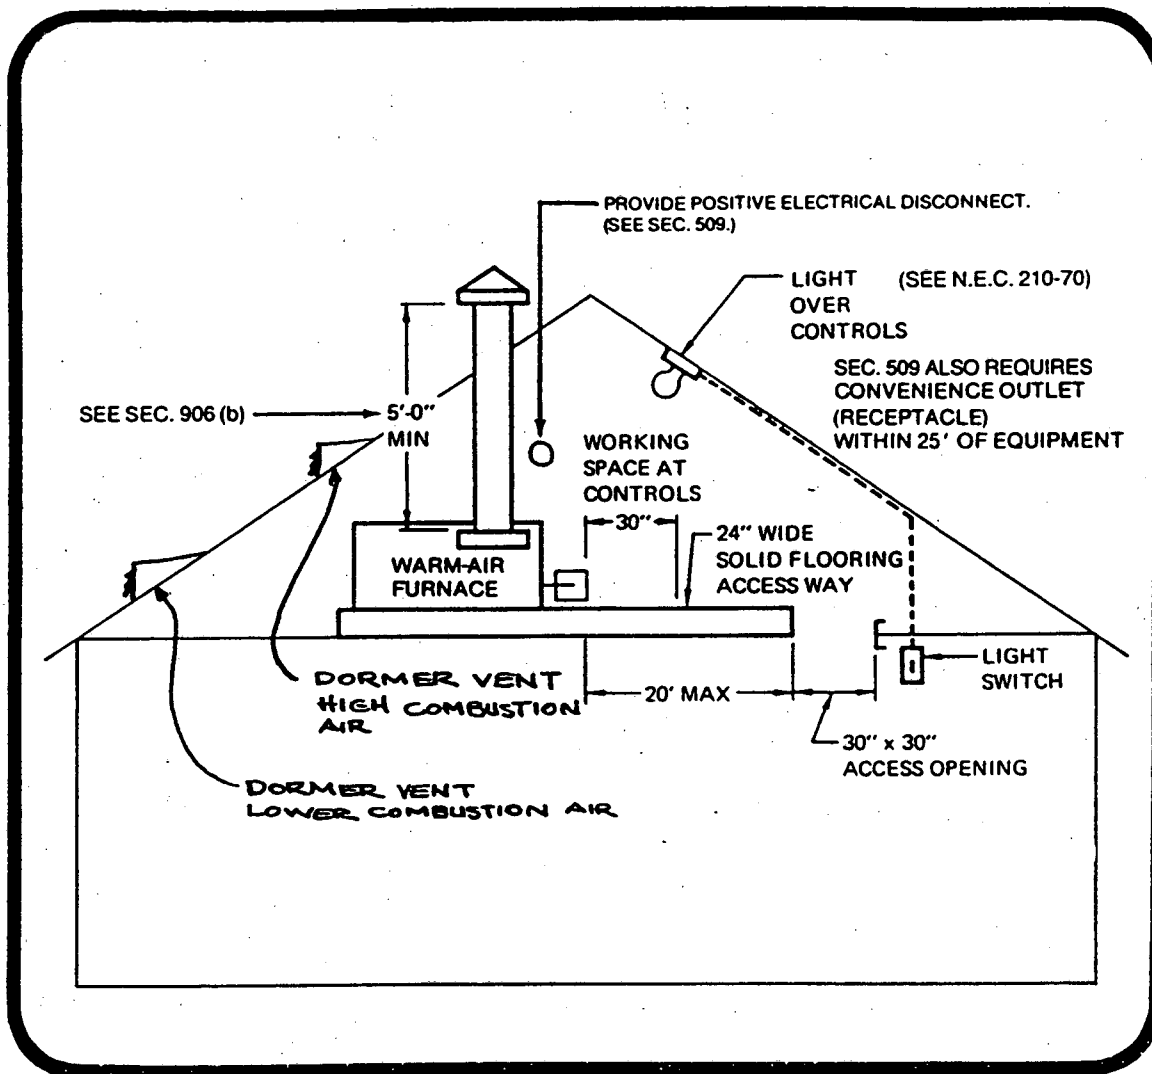 PROVIDE POSITIVE ELECTRICAL DISCONNECT.
(SEE SEC. 509.)
LIGHT (SEE N.E.C. 210-70)
OVER
CONTROLS
SEC. 509 ALSO REQUIRES
CONVENIENCE OUTLET
(RECEPTACLE)
WITHIN 25' OF EQUIPMENT
SEE SEC. 906 (b)
5'-0"
MIN
WORKING
SPACE AT
CONTROLS
30"
24" WIDE
SOLID FLOORING
ACCESS WAY
WARM-AIR
FURNACE
LIGHT
SWITCH
DORMER VENT
HIGH COMBUSTION
AIR
20' MAX
30" x 30"
ACCESS OPENING
DORMER VENT
LOWER COMBUSTION AIR